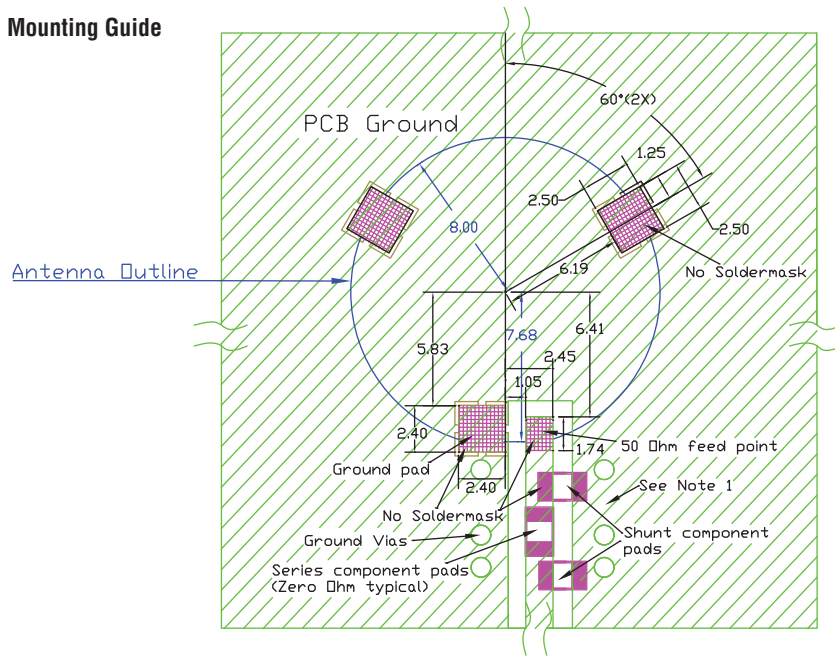 Mounting Guide
60°(2X)
PCB Ground
1.25
2.50
8.00
2.50
6.19
No Soldermask
Antenna Outline
7.68
6.41
5.83
2.45
1.05
2.40
50 Ohm feed point
1.74
Ground pad
2.40
See Note 1
No Soldermask
Ground Vias
Shunt component
pads
Series component pads
(Zero Ohm typical)